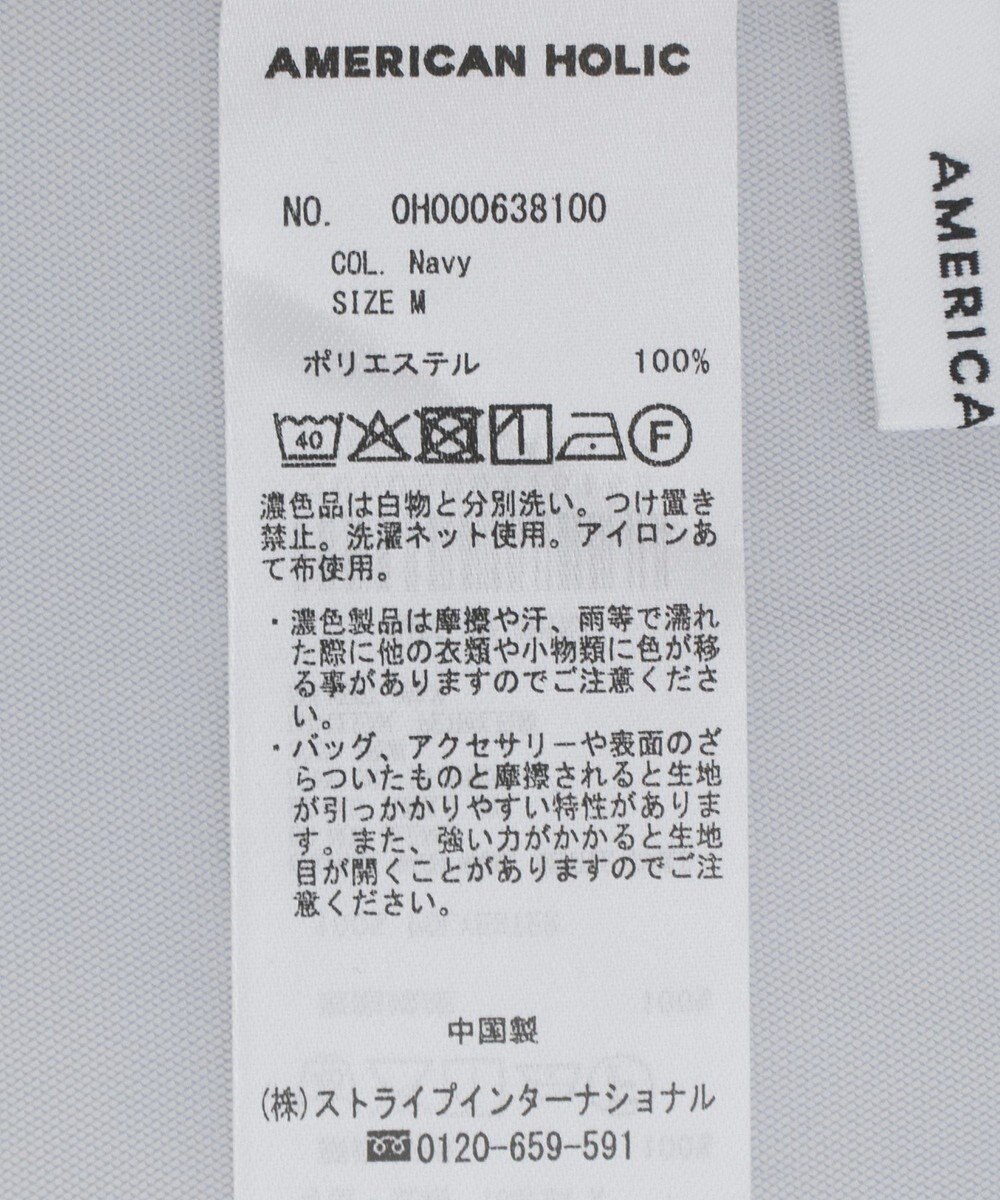 AMERICAN HOLIC
NO. OH000638100
COL. Navy
SIZE M
ポリエステル 100%
40
F
濃色品は白物と分別洗い。つけ置き
禁止。洗濯ネット使用。アイロンあ
て布使用。
・濃色製品は摩擦や汗、雨等で濡れ
た際に他の衣類や小物類に色が移
る事がありますのでご注意くださ
い。
・バッグ、アクセサリーや表面のざ
らついたものと摩擦されると生地
が引っかかりやすい特性がありま
す。また、強い力がかかると生地
目が開くことがありますのでご注
意ください。
中国製
(株)ストライプインターナショナル
0120-659-591
AMERICA